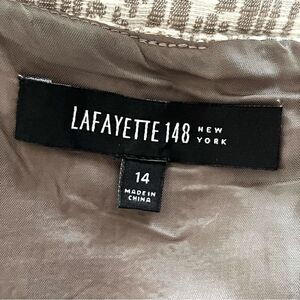 LAFAYETTE 148 NEW YORK
14
MADE IN
CHINA